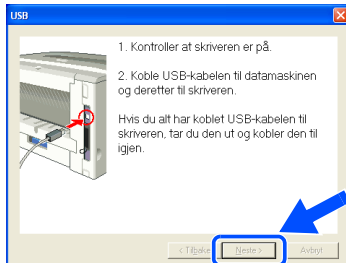 USB
1. Kontroller at skriveren er på.
2. Koble USB-kabelen til datamaskinen
og deretter til skriveren.
Hvis du alt har koblet USB-kabelen til
skriveren, tar du den ut og kobler den til
igjen.
< Tilbake
Neste >
Avbryt